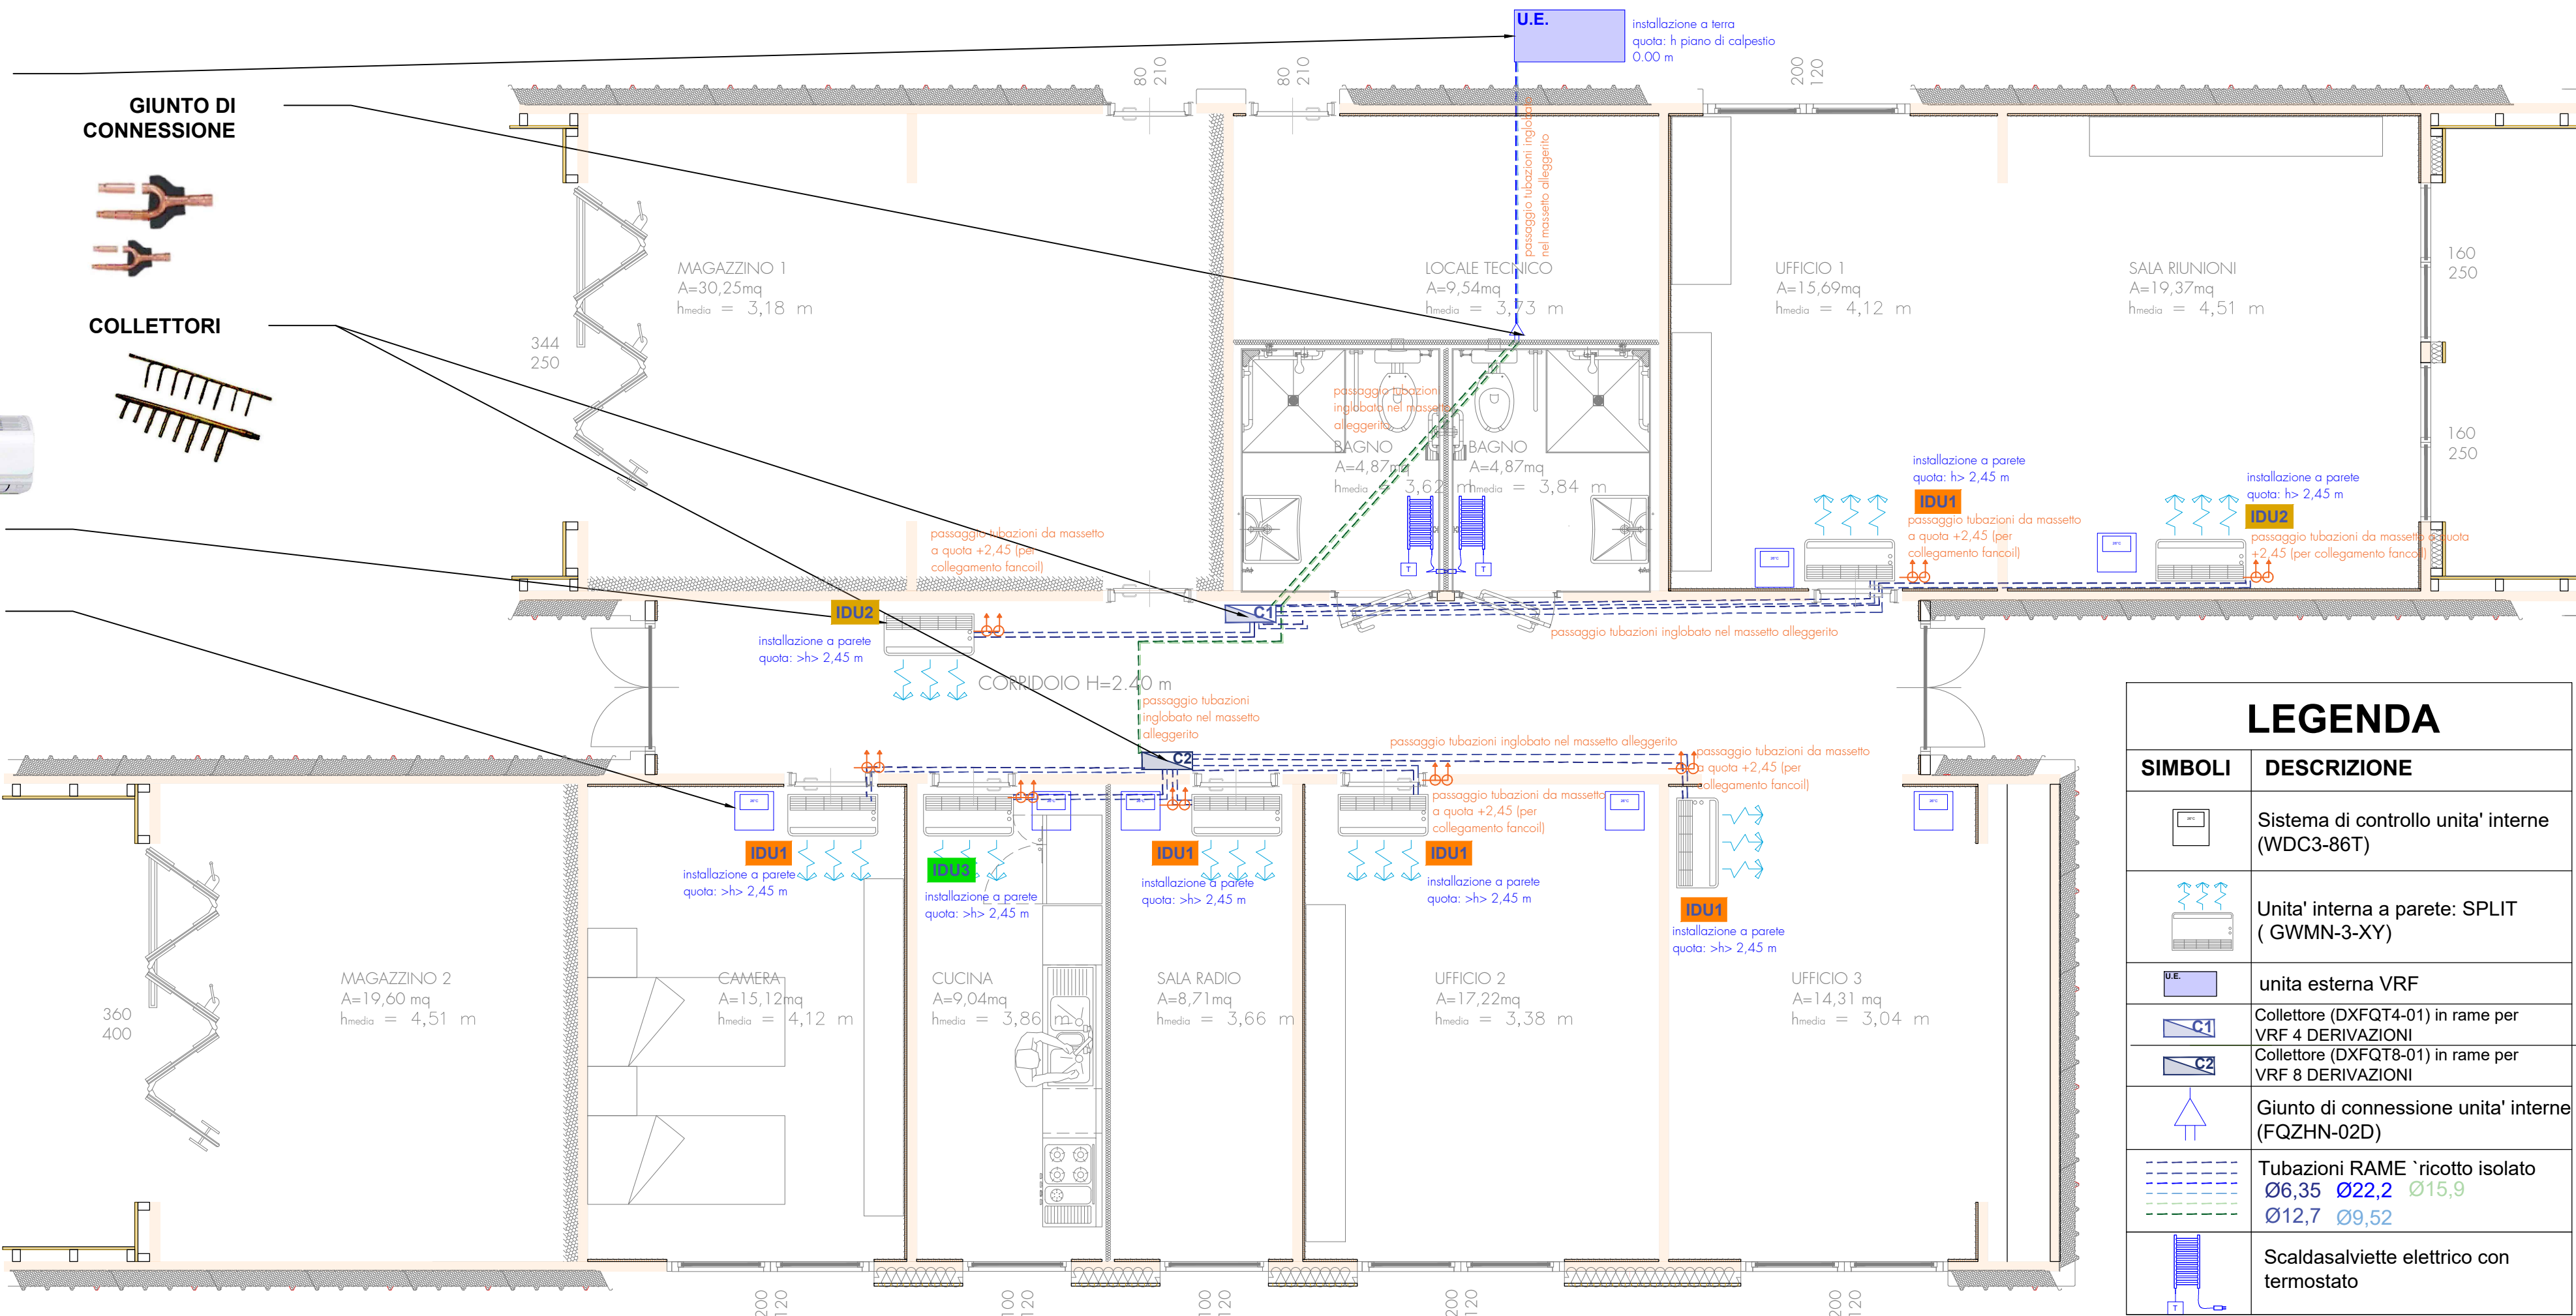 U.E.
installazione a terra
quota: h piano di calpestio
0.00 m
80
210
80
210
200
120
GIUNTO DI
CONNESSIONE
COLLETTORI
passaggio tubazioni inglobato
nel massetto alleggerito
MAGAZZINO 1
A=30,25mq
hmedia = 3,18 m
344
250
LOCALE TECNICO
A=9,54mq
hmedia = 3,73 m
UFFICIO 1
A=15,69mq
hmedia = 4,12 m
SALA RIUNIONI
A=19,37mq
hmedia = 4,51 m
160
250
160
250
passaggio tubazioni
inglobato nel massetto
alleggerito
BAGNO
A=4,87mq
hmedia = 3,62 m
BAGNO
A=4,87mq
hmedia = 3,84 m
T
T
installazione a parete
quota: h> 2,45 m
IDU1
passaggio tubazioni da massetto
a quota +2,45 (per
collegamento fancoil)
installazione a parete
quota: h> 2,45 m
IDU2
passaggio tubazioni da massetto a quota
+2,45 (per collegamento fancoil)
passaggio tubazioni da massetto
a quota +2,45 (per
collegamento fancoil)
IDU2
installazione a parete
quota: >h> 2,45 m
C1
passaggio tubazioni inglobato nel massetto alleggerito
CORRIDOIO H=2.40 m
passaggio tubazioni
inglobato nel massetto
alleggerito
C2
passaggio tubazioni inglobato nel massetto alleggerito
passaggio tubazioni da massetto
a quota +2,45 (per
collegamento fancoil)
passaggio tubazioni da massetto
a quota +2,45 (per
collegamento fancoil)
IDU1
installazione a parete
quota: >h> 2,45 m
IDU3
installazione a parete
quota: >h> 2,45 m
IDU1
installazione a parete
quota: >h> 2,45 m
IDU1
installazione a parete
quota: >h> 2,45 m
IDU1
installazione a parete
quota: >h> 2,45 m
MAGAZZINO 2
A=19,60 mq
hmedia = 4,51 m
360
400
CAMERA
A=15,12mq
hmedia = 4,12 m
CUCINA
A=9,04mq
hmedia = 3,86 m
SALA RADIO
A=8,71mq
hmedia = 3,66 m
UFFICIO 2
A=17,22mq
hmedia = 3,38 m
UFFICIO 3
A=14,31 mq
hmedia = 3,04 m
200
120
100
120
100
120
200
120
200
120
LEGENDA
SIMBOLI DESCRIZIONE
Sistema di controllo unita' interne
(WDC3-86T)
Unita' interna a parete: SPLIT
( GWMN-3-XY)
U.E.
unita esterna VRF
C1
Collettore (DXFQT4-01) in rame per
VRF 4 DERIVAZIONI
C2
Collettore (DXFQT8-01) in rame per
VRF 8 DERIVAZIONI
Giunto di connessione unita' interne
(FQZHN-02D)
Tubazioni RAME `ricotto isolato
Ø6,35 Ø22,2 Ø15,9
Ø12,7 Ø9,52
Scaldasalviette elettrico con
termostato
T